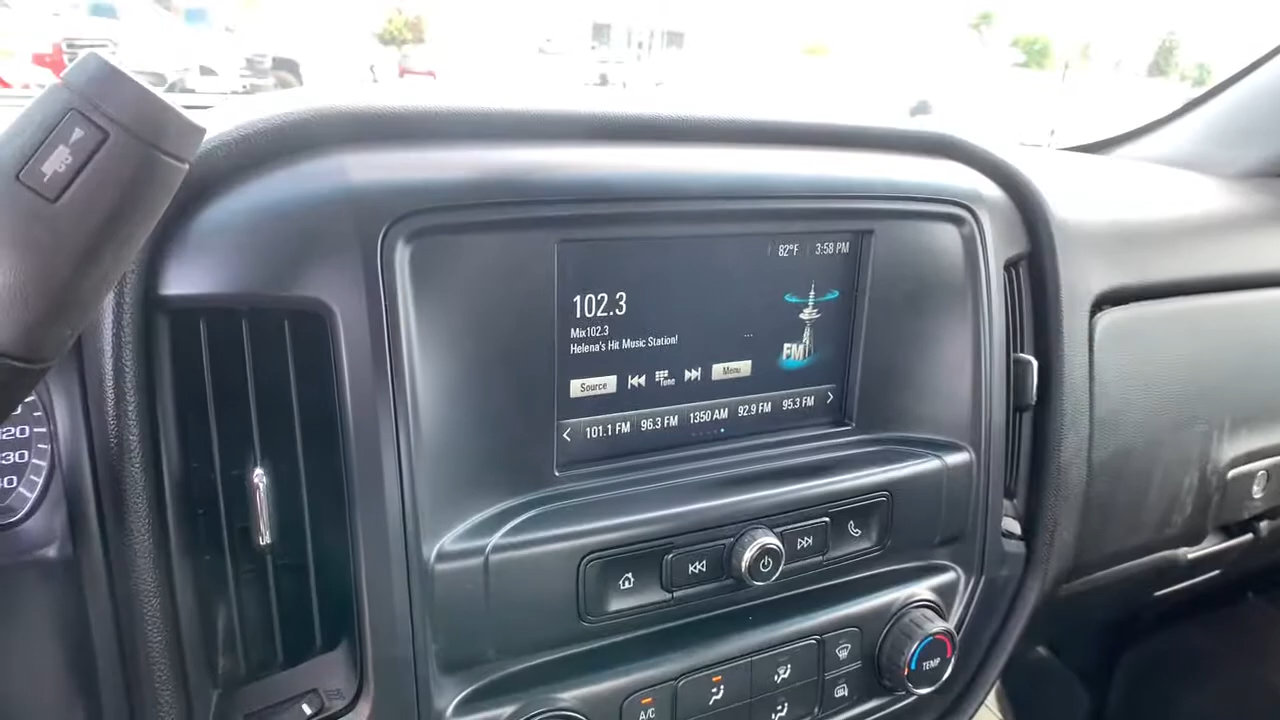 82°F 3:58 PM
102.3
Mix102.3
Helena's Hit Music Station!
...
FM
Source
Tune
Menu
101.1 FM 96.3 FM 1350 AM 92.9 FM 95.3 FM
120
TEMP
A/C